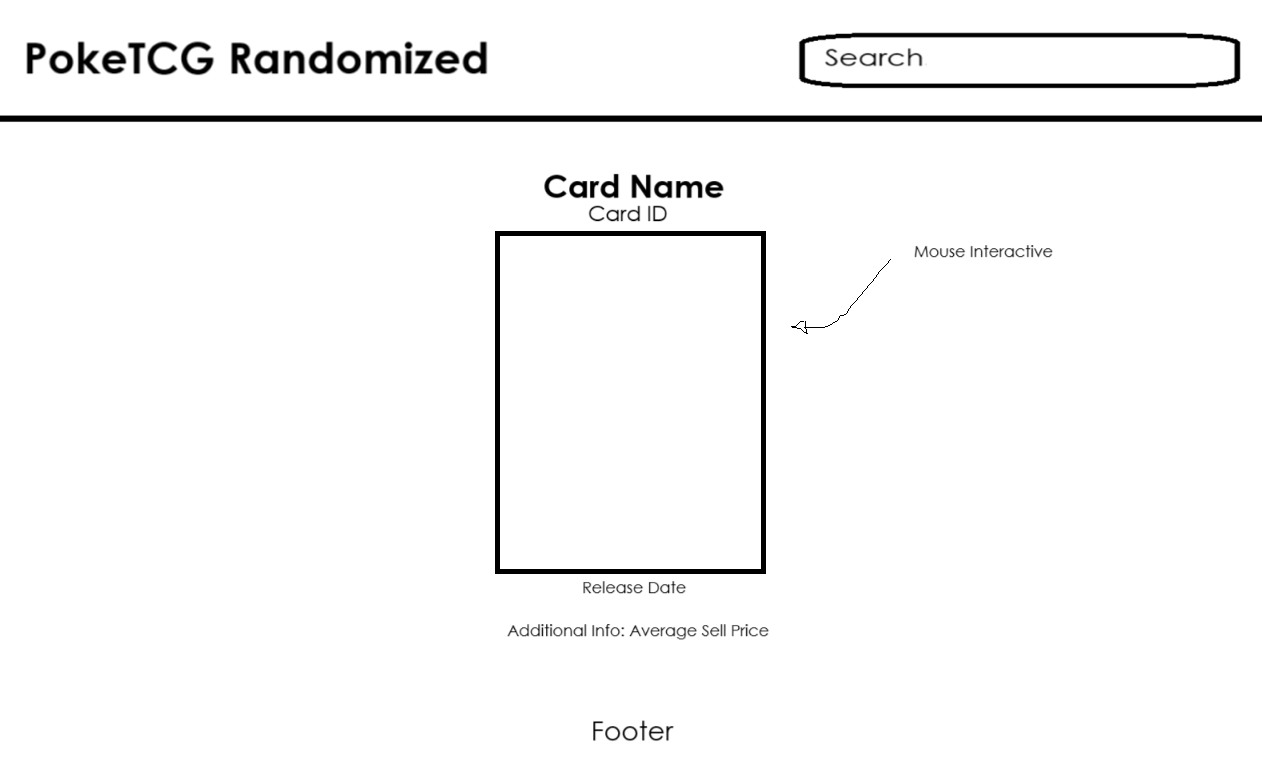 PokeTCG Randomized
Search
Card Name
Card ID
Mouse Interactive
Release Date
Additional Info: Average Sell Price
Footer